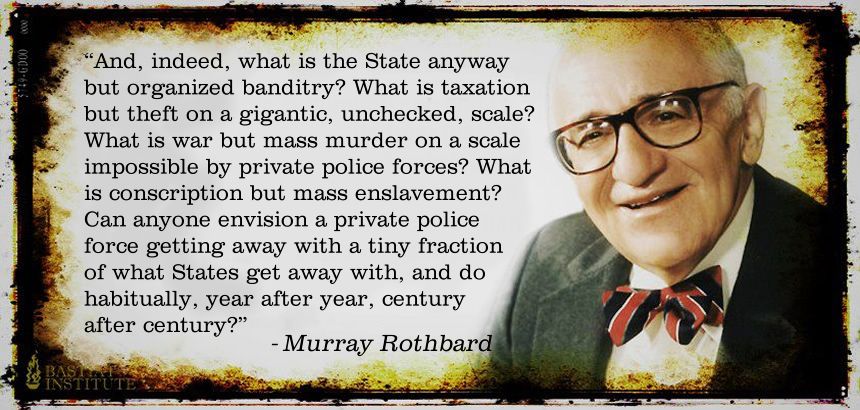 “And, indeed, what is the State anyway
but organized banditry? What is taxation
but theft on a gigantic, unchecked, scale?
What is war but mass murder on a scale
impossible by private police forces? What
is conscription but mass enslavement?
Can anyone envision a private police
force getting away with a tiny fraction
of what States get away with, and do
habitually, year after year, century
after century?”
- Murray Rothbard
BASTIAT
INSTITUTE